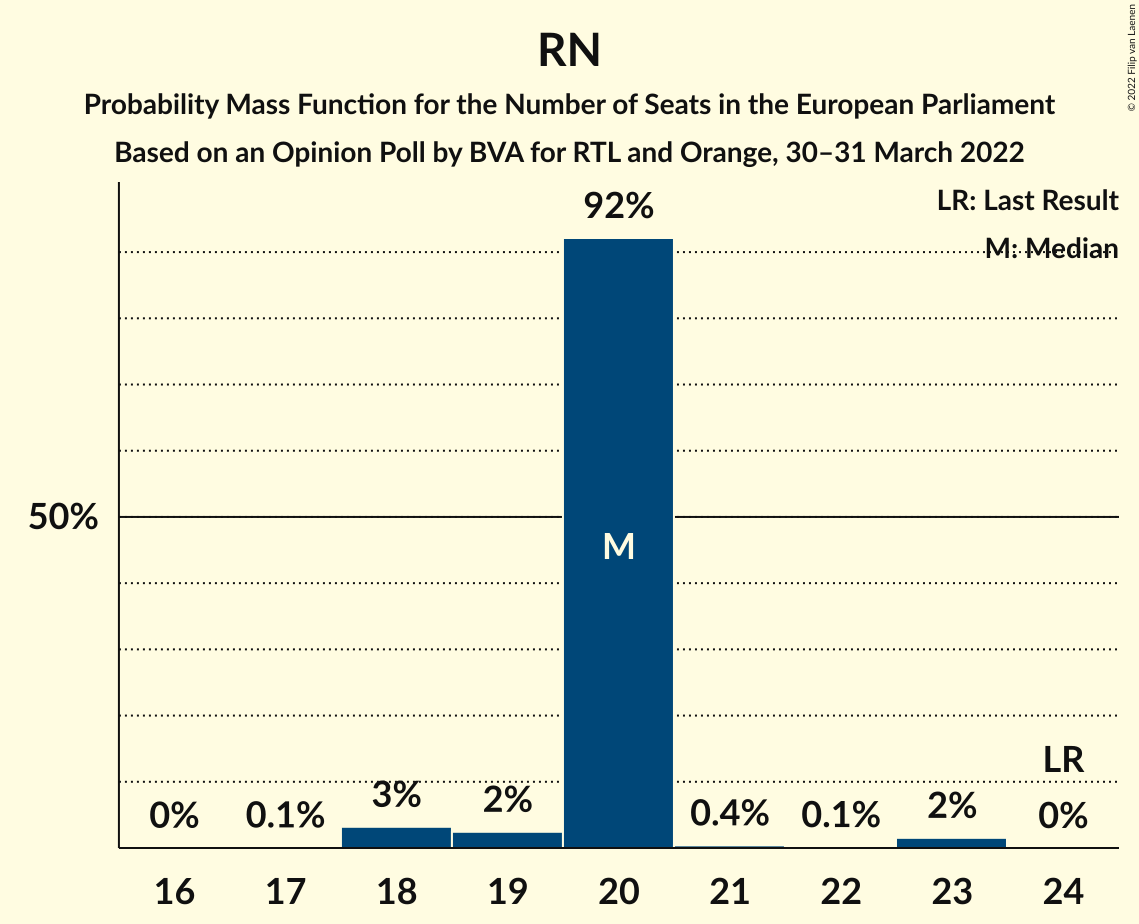 RN
Probability Mass Function for the Number of Seats in the European Parliament
Based on an Opinion Poll by BVA for RTL and Orange, 30–31 March 2022
© 2022 Filip van Laenen
LR: Last Result
M: Median
92%
50%
M
LR
0%
0.1%
3%
2%
0.4%
0.1%
2%
0%
16
17
18
19
20
21
22
23
24